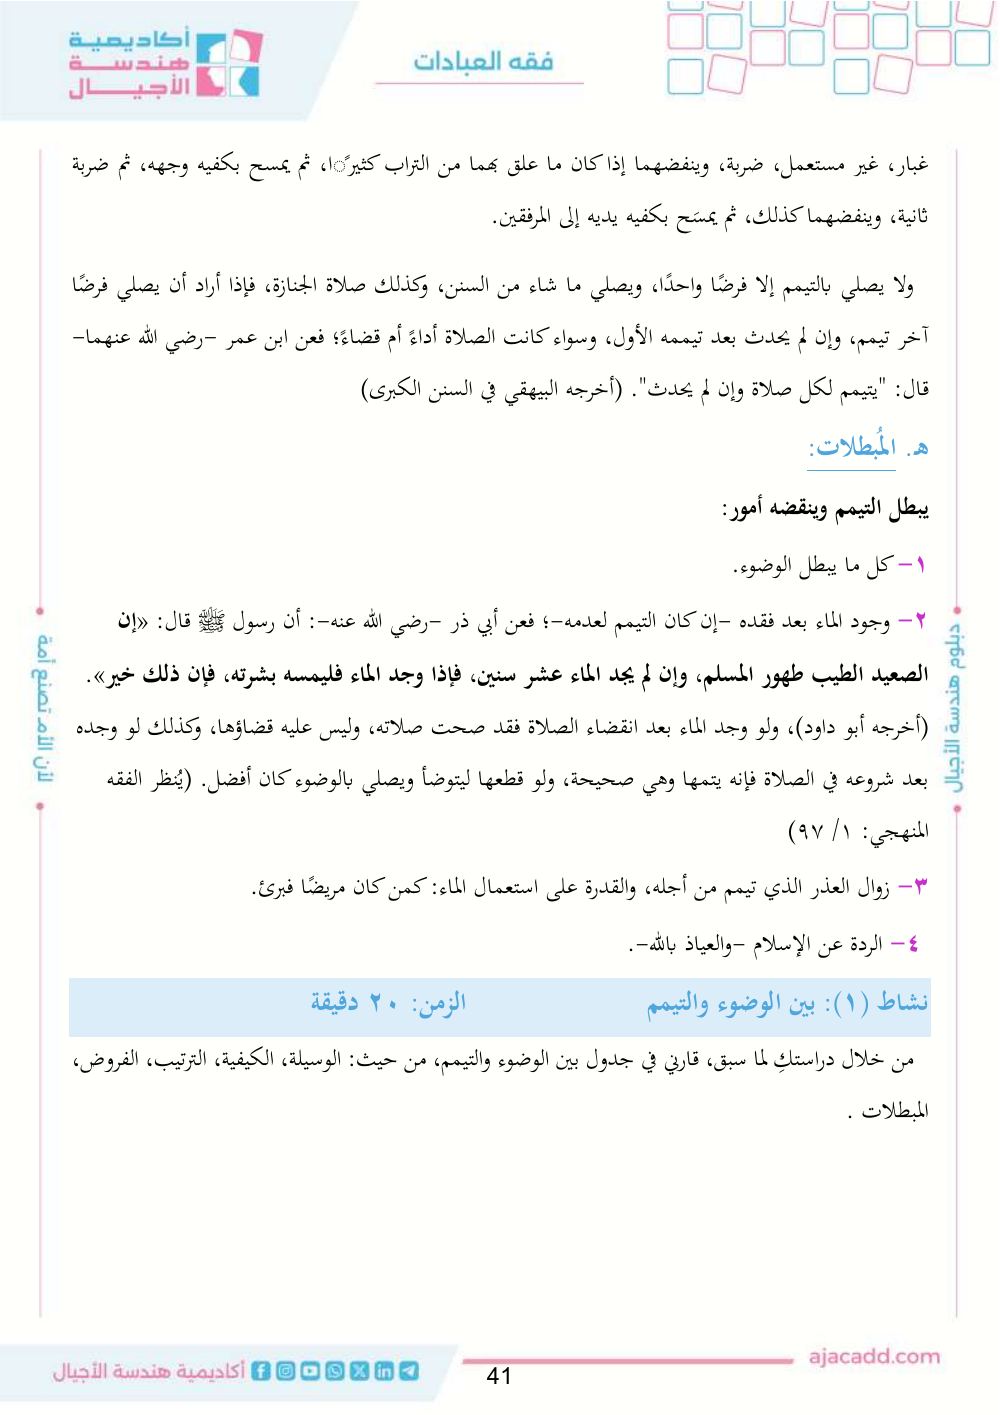 أكاديمية
هندسة
الأجيال
فقه العبادات
غبار، غير مستعمل، ضربة، وينفضهما إذا كان ما علق بهما من التراب كثيرًا، ثم يمسح بكفيه وجهه، ثم ضربة
ثانية، وينفضهما كذلك، ثم يمسَح بكفيه يديه إلى المرفقين.
ولا يصلي بالتيمم إلا فرضًا واحدًا، ويصلي ما شاء من السنن، وكذلك صلاة الجنازة، فإذا أراد أن يصلي فرضًا
آخر تيمم، وإن لم يحدث بعد تيممه الأول، وسواء كانت الصلاة أداءً أم قضاءً؛ فعن ابن عمر –رضي الله عنهما–
قال: "يتيمم لكل صلاة وإن لم يحدث". (أخرجه البيهقي في السنن الكبرى)
هـ. المُبطلات:
يبطل التيمم وينقضه أمور:
١– كل ما يبطل الوضوء.
٢– وجود الماء بعد فقده –إن كان التيمم لعدمه–؛ فعن أبي ذر –رضي الله عنه–: أن رسول ﷺ قال: «إن
الصعيد الطيب طهور المسلم، وإن لم يجد الماء عشر سنين، فإذا وجد الماء فليمسه بشرته، فإن ذلك خير».
(أخرجه أبو داود)، ولو وجد الماء بعد انقضاء الصلاة فقد صحت صلاته، وليس عليه قضاؤها، وكذلك لو وجده
بعد شروعه في الصلاة فإنه يتمها وهي صحيحة، ولو قطعها ليتوضأ ويصلي بالوضوء كان أفضل. (يُنظر الفقه
المنهجي: ١/ ٩٧)
٣– زوال العذر الذي تيمم من أجله، والقدرة على استعمال الماء: كمن كان مريضًا فبرئ.
٤– الردة عن الإسلام –والعياذ بالله–.
نشاط (١): بين الوضوء والتيمم الزمن: ٢٠ دقيقة
من خلال دراستكِ لما سبق، قارني في جدول بين الوضوء والتيمم، من حيث: الوسيلة، الكيفية، الترتيب، الفروض،
المبطلات .
دبلوم هندسة الأجيال
لأن الأم تصنع أمة
ajacadd.com
41
أكاديمية هندسة الأجيال